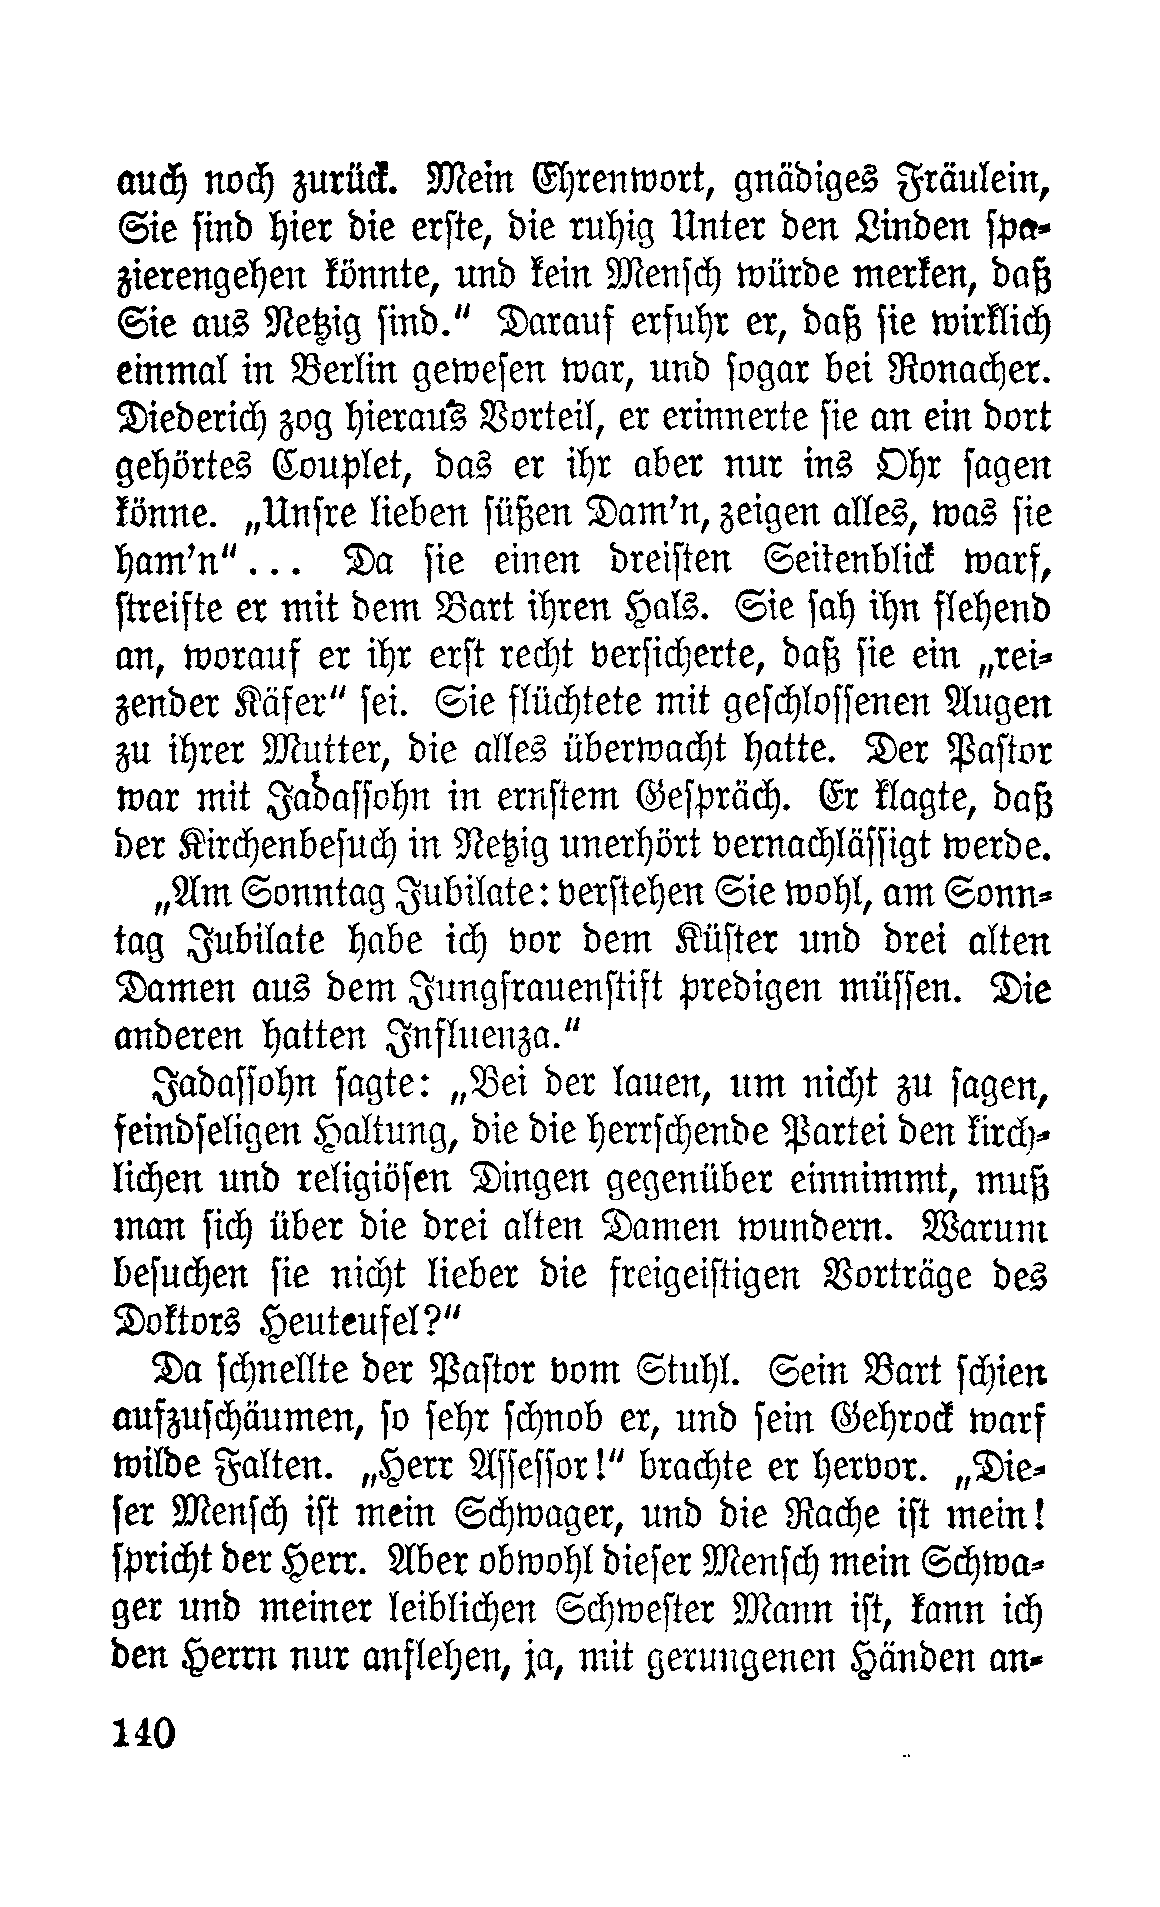 auch noch zurück. Mein Ehrenwort, gnädiges Fräulein,
Sie sind hier die erste, die ruhig Unter den Linden spa-
zierengehen könnte, und kein Mensch würde merken, daß
Sie aus Netzig sind.“ Darauf erfuhr er, daß sie wirklich
einmal in Berlin gewesen war, und sogar bei Ronacher.
Diederich zog hieraus Vorteil, er erinnerte sie an ein dort
gehörtes Couplet, das er ihr aber nur ins Ohr sagen
könne. „Unsre lieben süßen Dam'n, zeigen alles, was sie
ham'n“... Da sie einen dreisten Seitenblick warf,
streifte er mit dem Bart ihren Hals. Sie sah ihn flehend
an, worauf er ihr erst recht versicherte, daß sie ein „rei-
zender Käfer“ sei. Sie flüchtete mit geschlossenen Augen
zu ihrer Mutter, die alles überwacht hatte. Der Pastor
war mit Jadassohn in ernstem Gespräch. Er klagte, daß
der Kirchenbesuch in Netzig unerhört vernachlässigt werde.
„Am Sonntag Jubilate: verstehen Sie wohl, am Sonn-
tag Jubilate habe ich vor dem Küster und drei alten
Damen aus dem Jungfrauenstift predigen müssen. Die
anderen hatten Influenza.“
Jadassohn sagte: „Bei der lauen, um nicht zu sagen,
feindseligen Haltung, die die herrschende Partei den kirch-
lichen und religiösen Dingen gegenüber einnimmt, muß
man sich über die drei alten Damen wundern. Warum
besuchen sie nicht lieber die freigeistigen Vorträge des
Doktors Heuteufel?“
Da schnellte der Pastor vom Stuhl. Sein Bart schien
aufzuschäumen, so sehr schnob er, und sein Gehrock warf
wilde Falten. „Herr Assessor!“ brachte er hervor. „Die-
ser Mensch ist mein Schwager, und die Rache ist mein!
spricht der Herr. Aber obwohl dieser Mensch mein Schwa-
ger und meiner leiblichen Schwester Mann ist, kann ich
den Herrn nur anflehen, ja, mit gerungenen Händen an-
140